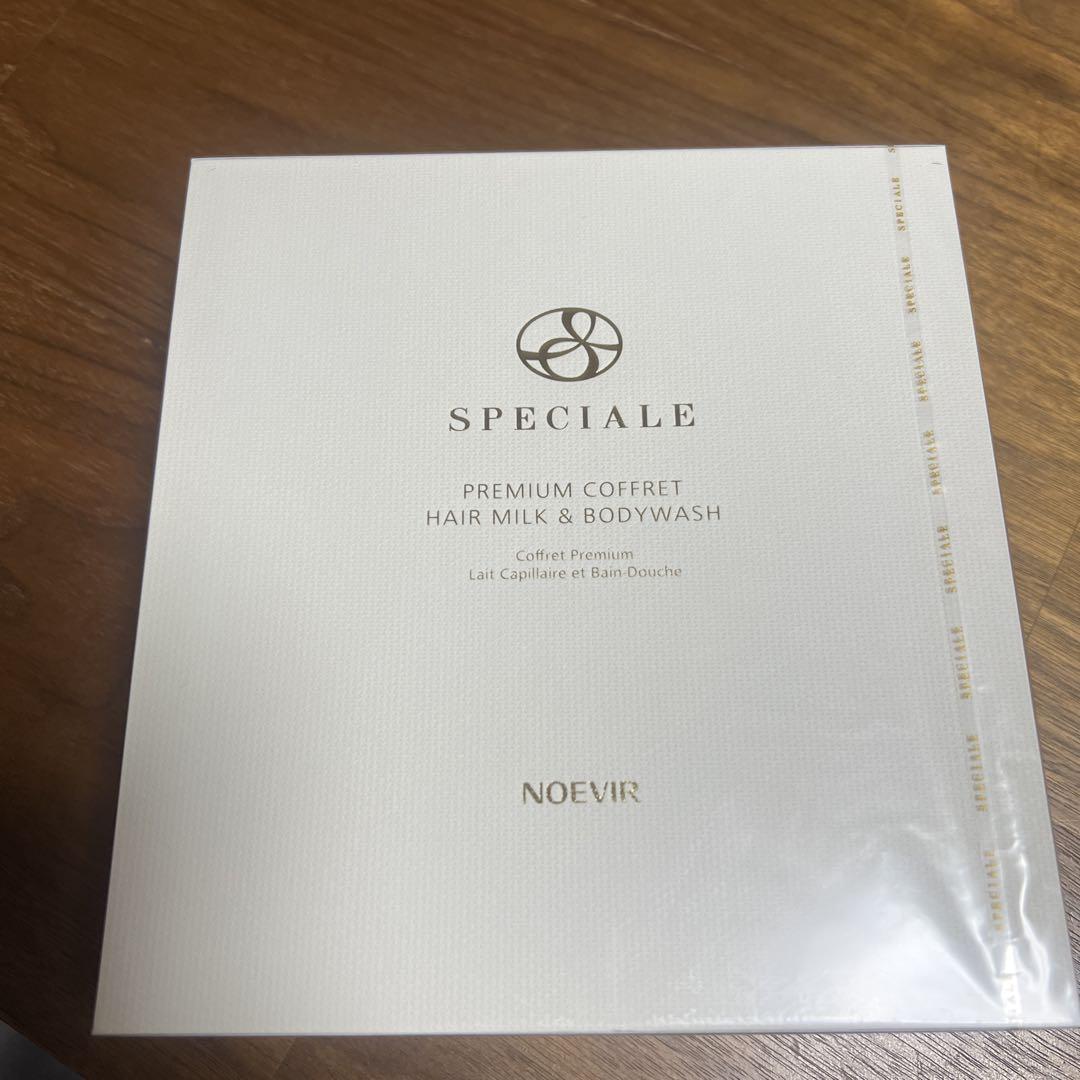 SPECIALE
PREMIUM COFFRET
HAIR MILK & BODYWASH
Coffret Premium
Lait Capillaire et Bain-Douche
NOEVIR
SPECIALE
SPECIALE
SPECIALE
SPECIALE
SPECIALE
SPECIALE
SPECIALE
SPECIALE